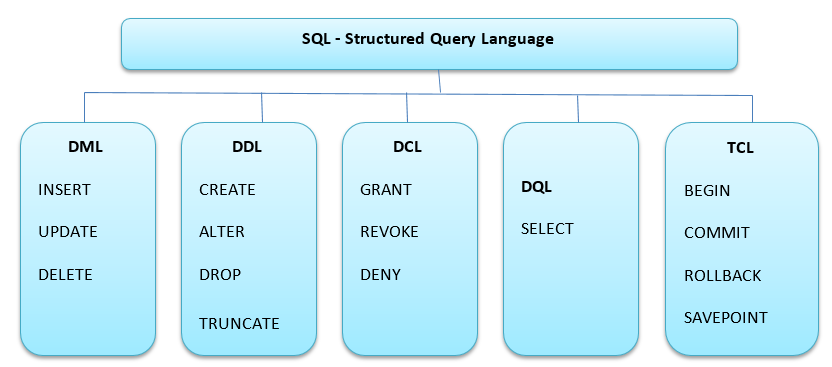 SQL - Structured Query Language
DML
INSERT
UPDATE
DELETE
DDL
CREATE
ALTER
DROP
TRUNCATE
DCL
GRANT
REVOKE
DENY
DQL
SELECT
TCL
BEGIN
COMMIT
ROLLBACK
SAVEPOINT